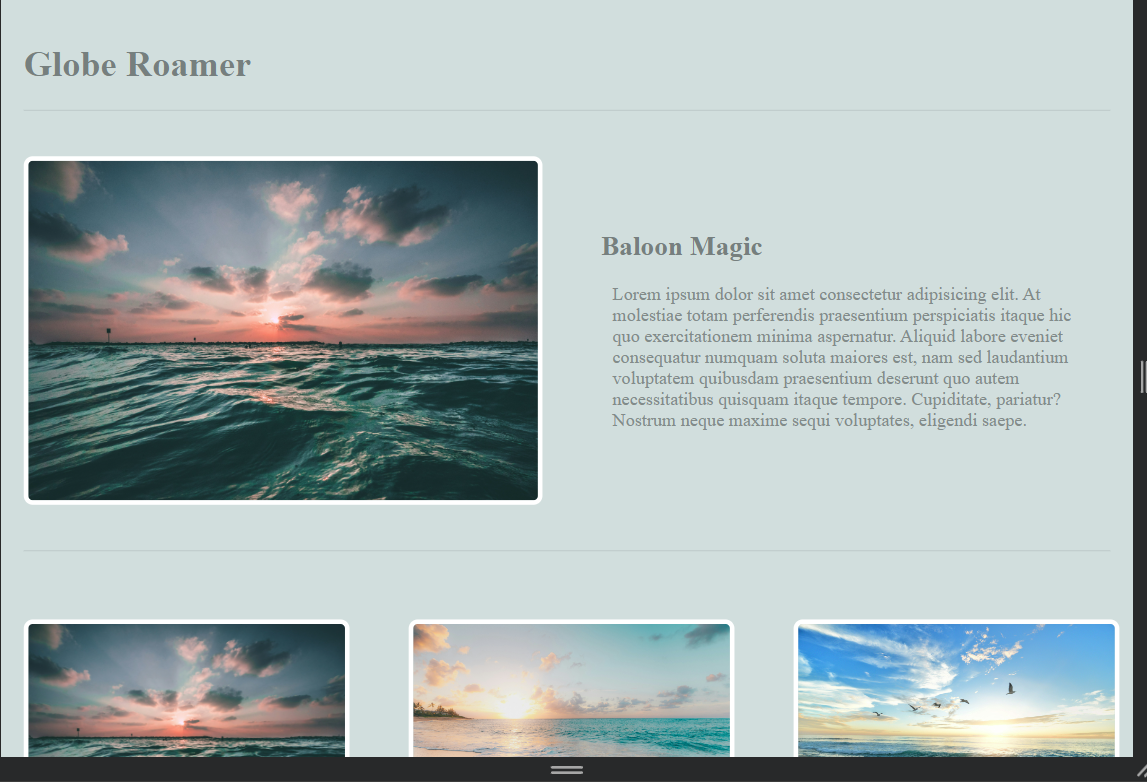 Globe Roamer
Baloon Magic
Lorem ipsum dolor sit amet consectetur adipisicing elit. At
molestiae totam perferendis praesentium perspiciatis itaque hic
quo exercitationem minima aspernatur. Aliquid labore eveniet
consequatur numquam soluta maiores est, nam sed laudantium
voluptatem quibusdam praesentium deserunt quo autem
necessitatibus quisquam itaque tempore. Cupiditate, pariatur?
Nostrum neque maxime sequi voluptates, eligendi saepe.